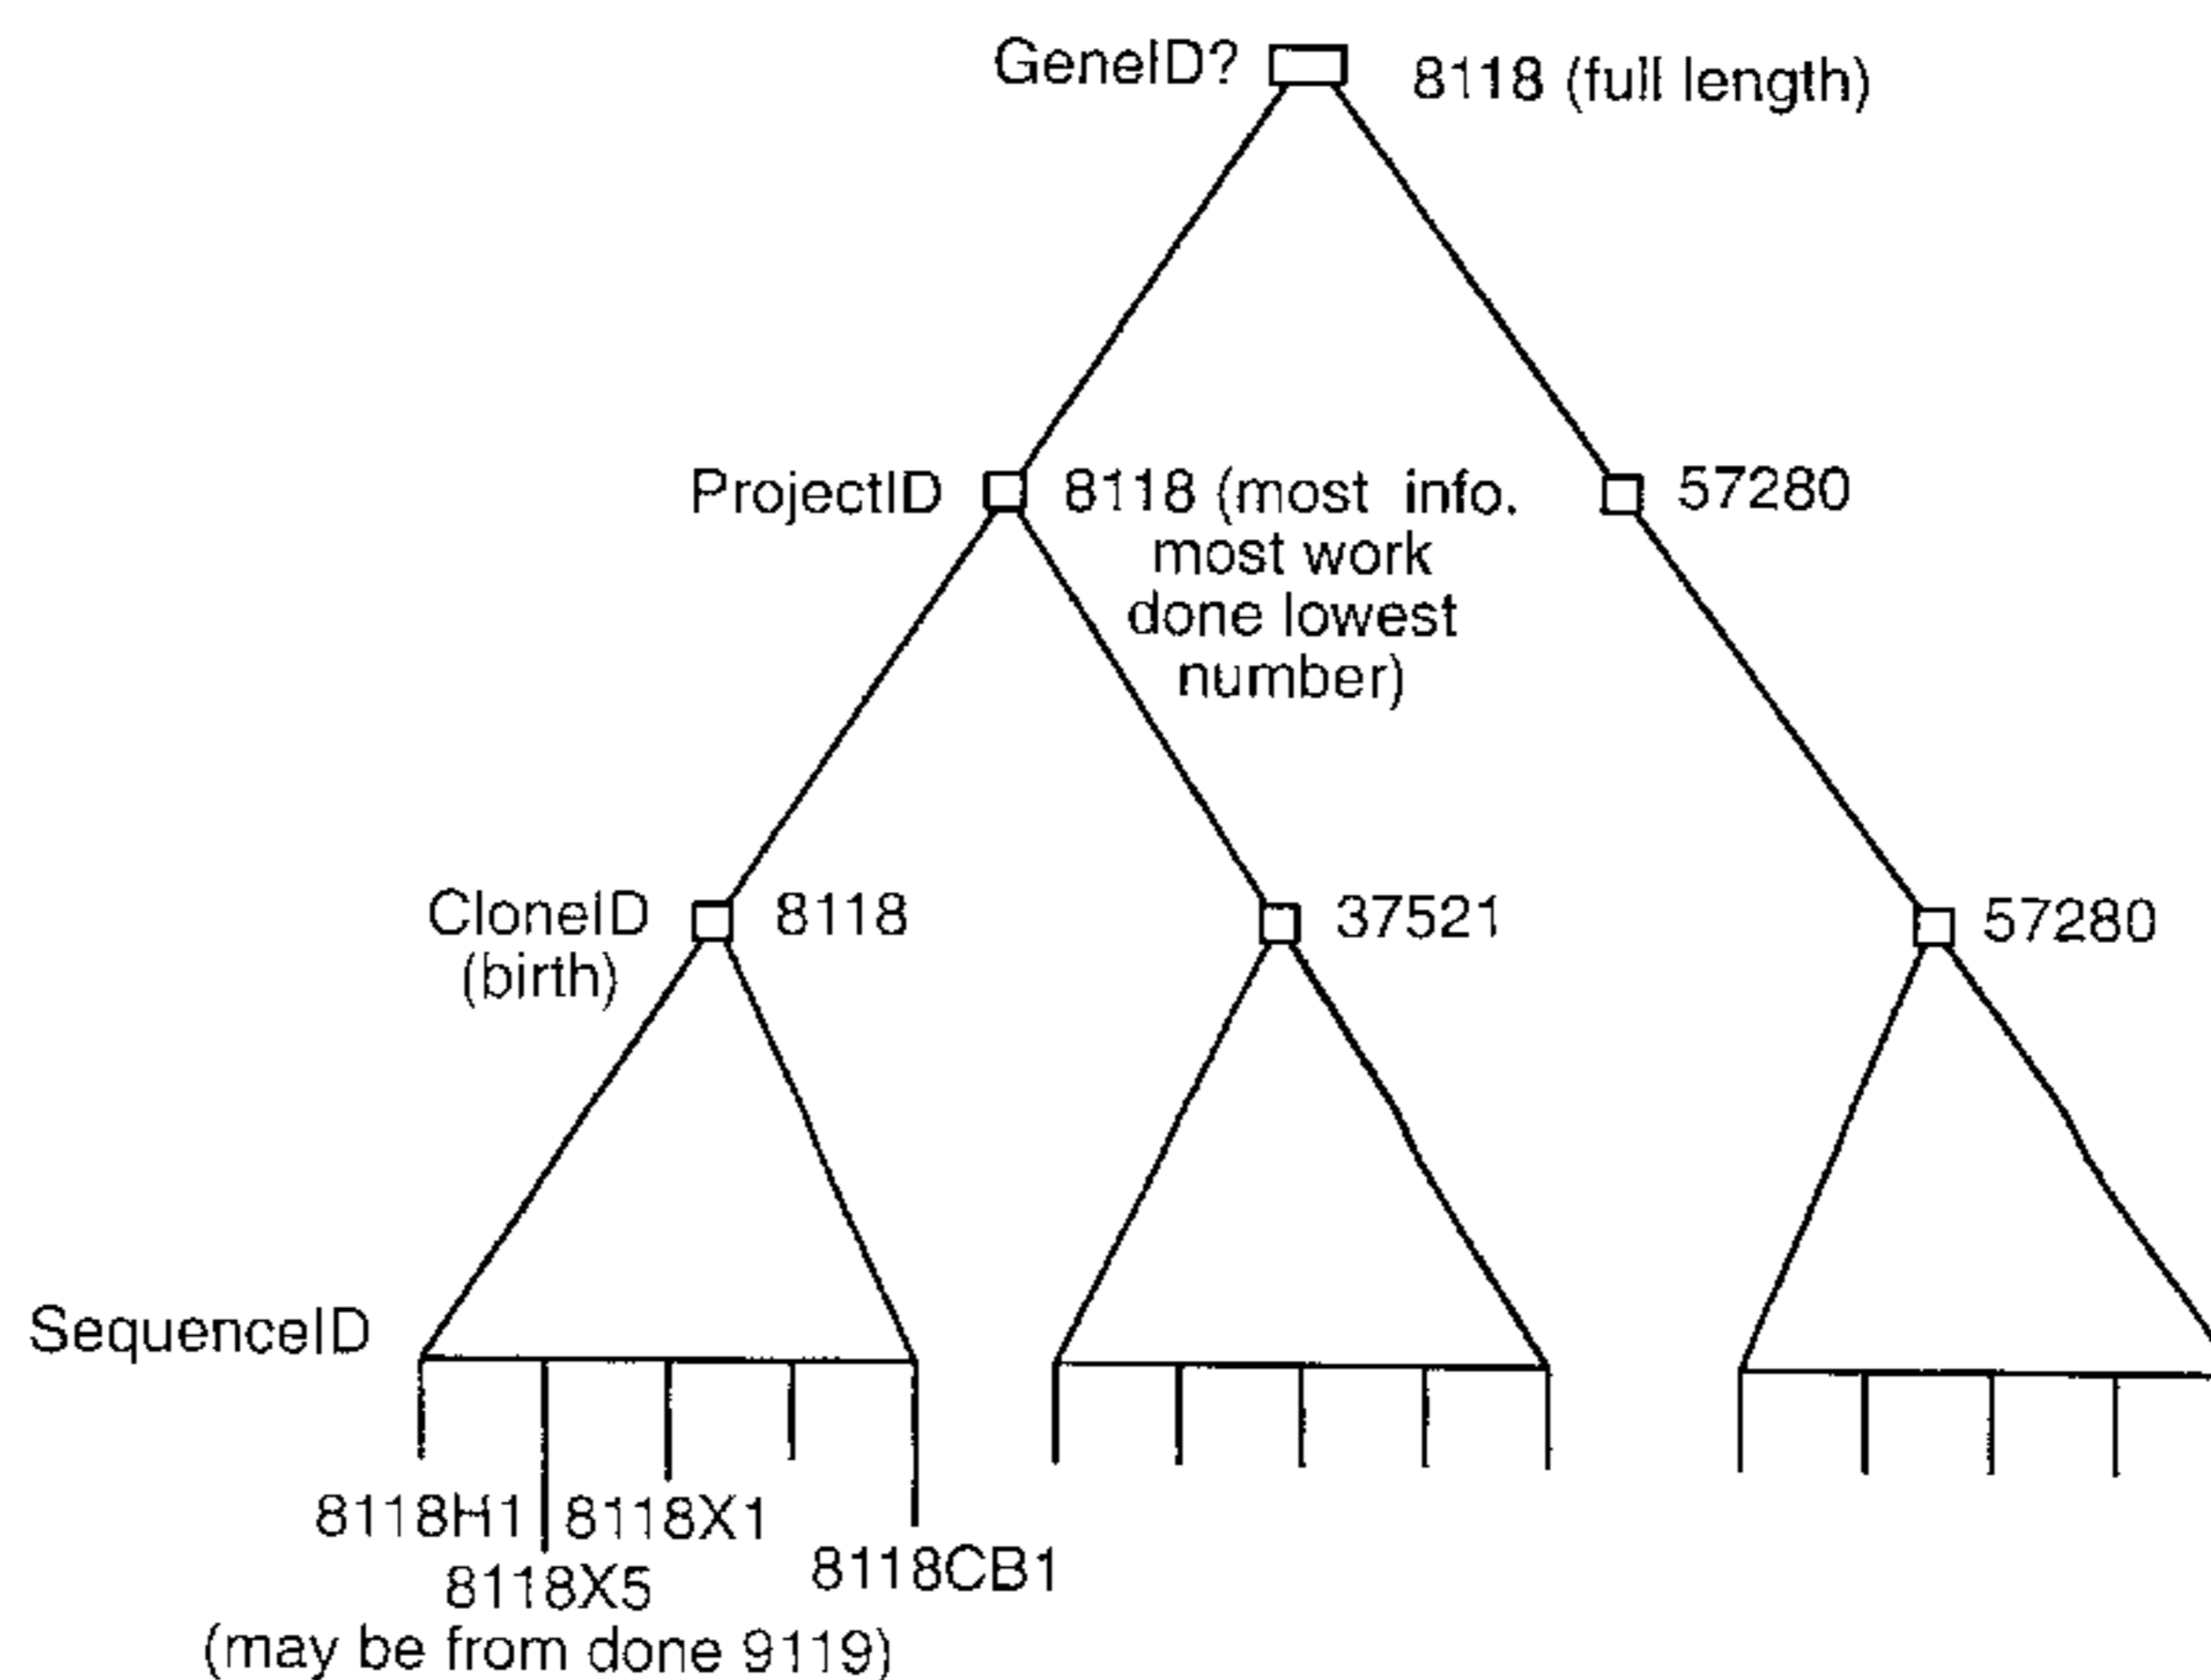 GeneID? 8118 (full length)
ProjectID 8118 (most info. 57280
most work
done lowest
number)
CloneID 8118 37521 57280
(birth)
SequenceID
8118H1 8118X1
8118CB1
8118X5
(may be from done 9119)